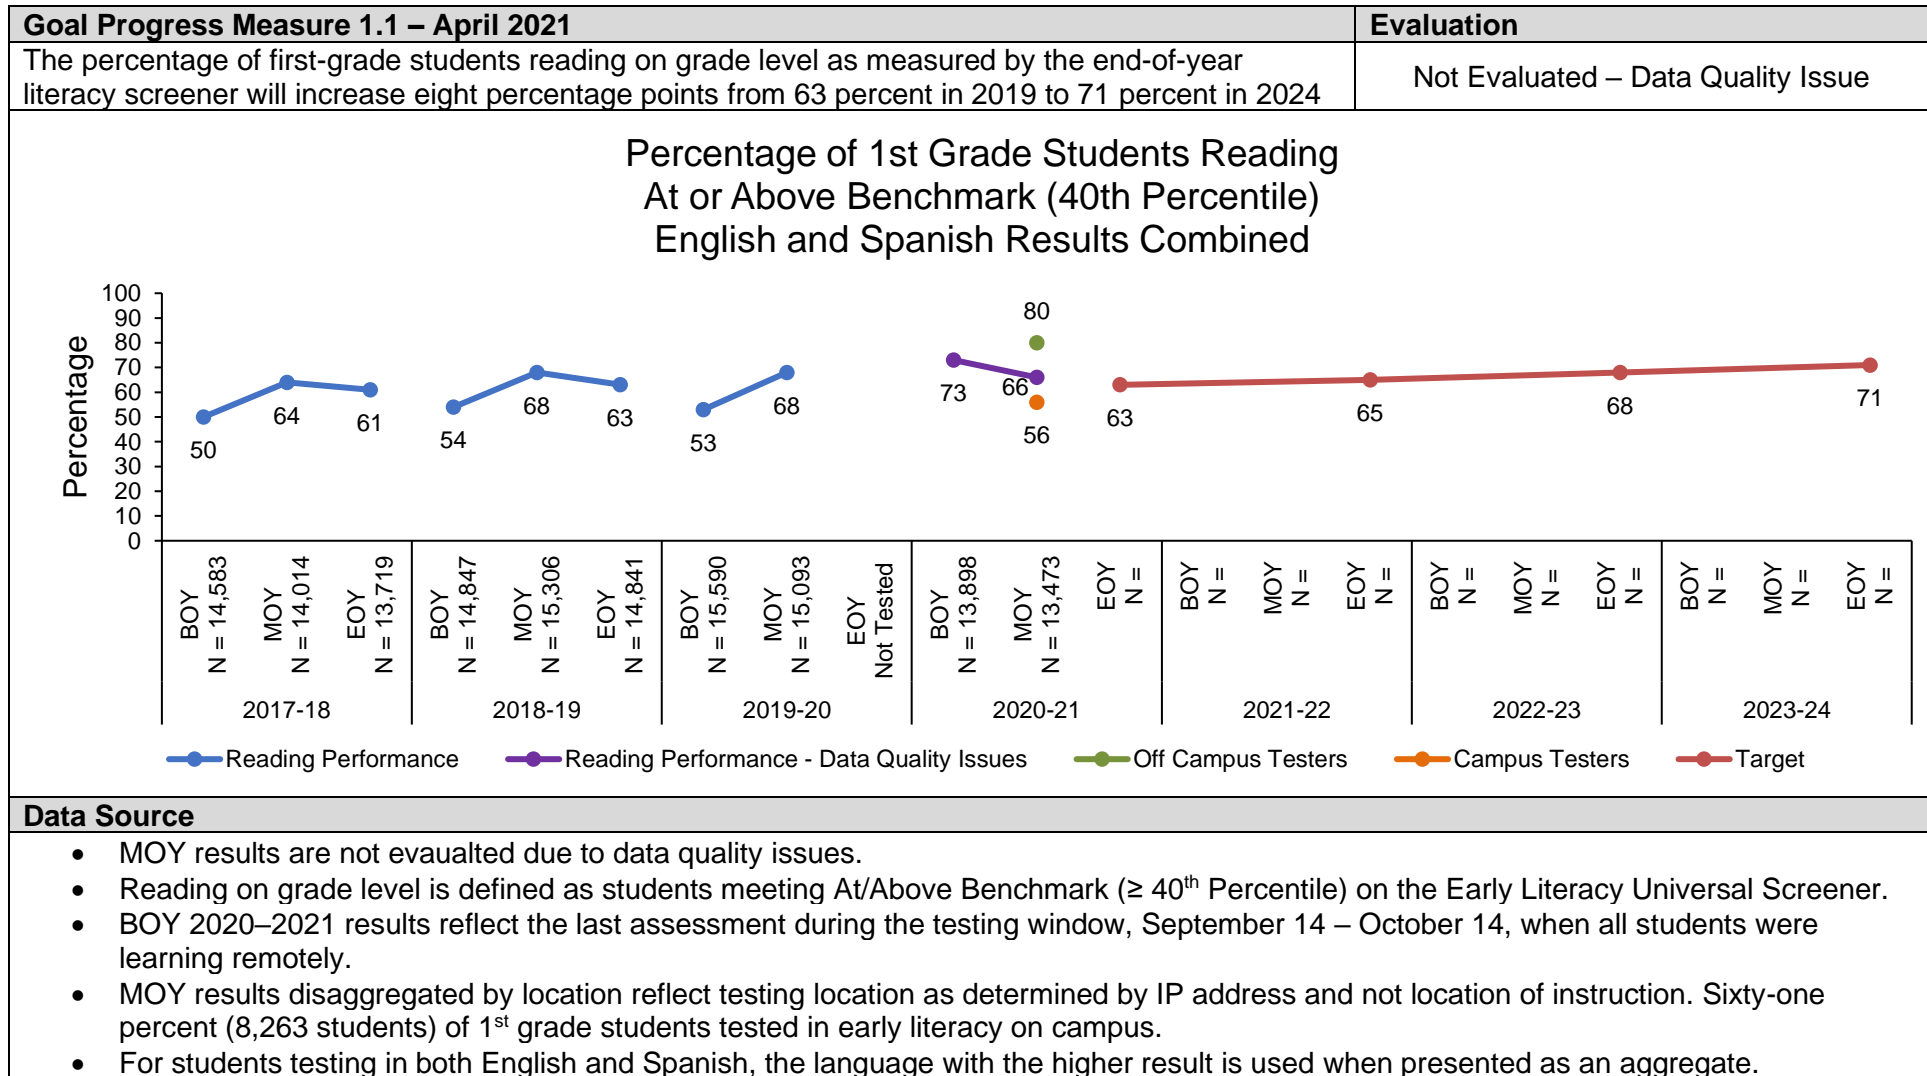 Goal Progress Measure 1.1 – April 2021
Evaluation
The percentage of first-grade students reading on grade level as measured by the end-of-year
literacy screener will increase eight percentage points from 63 percent in 2019 to 71 percent in 2024
Not Evaluated – Data Quality Issue
Percentage of 1st Grade Students Reading
At or Above Benchmark (40th Percentile)
English and Spanish Results Combined
Percentage
100
90
80
70
60
50
40
30
20
10
0
50
64
61
54
68
63
53
68
73
66
80
56
63
65
68
71
BOY
N = 14,583
MOY
N = 14,014
EOY
N = 13,719
BOY
N = 14,847
MOY
N = 15,306
EOY
N = 14,841
BOY
N = 15,590
MOY
N = 15,093
EOY
Not Tested
BOY
N = 13,898
MOY
N = 13,473
EOY
N =
BOY
N =
MOY
N =
EOY
N =
BOY
N =
MOY
N =
EOY
N =
BOY
N =
MOY
N =
EOY
N =
2017-18
2018-19
2019-20
2020-21
2021-22
2022-23
2023-24
Reading Performance
Reading Performance - Data Quality Issues
Off Campus Testers
Campus Testers
Target
Data Source
• MOY results are not evaualted due to data quality issues.
• Reading on grade level is defined as students meeting At/Above Benchmark (≥ 40th Percentile) on the Early Literacy Universal Screener.
• BOY 2020–2021 results reflect the last assessment during the testing window, September 14 – October 14, when all students were
learning remotely.
• MOY results disaggregated by location reflect testing location as determined by IP address and not location of instruction. Sixty-one
percent (8,263 students) of 1st grade students tested in early literacy on campus.
• For students testing in both English and Spanish, the language with the higher result is used when presented as an aggregate.